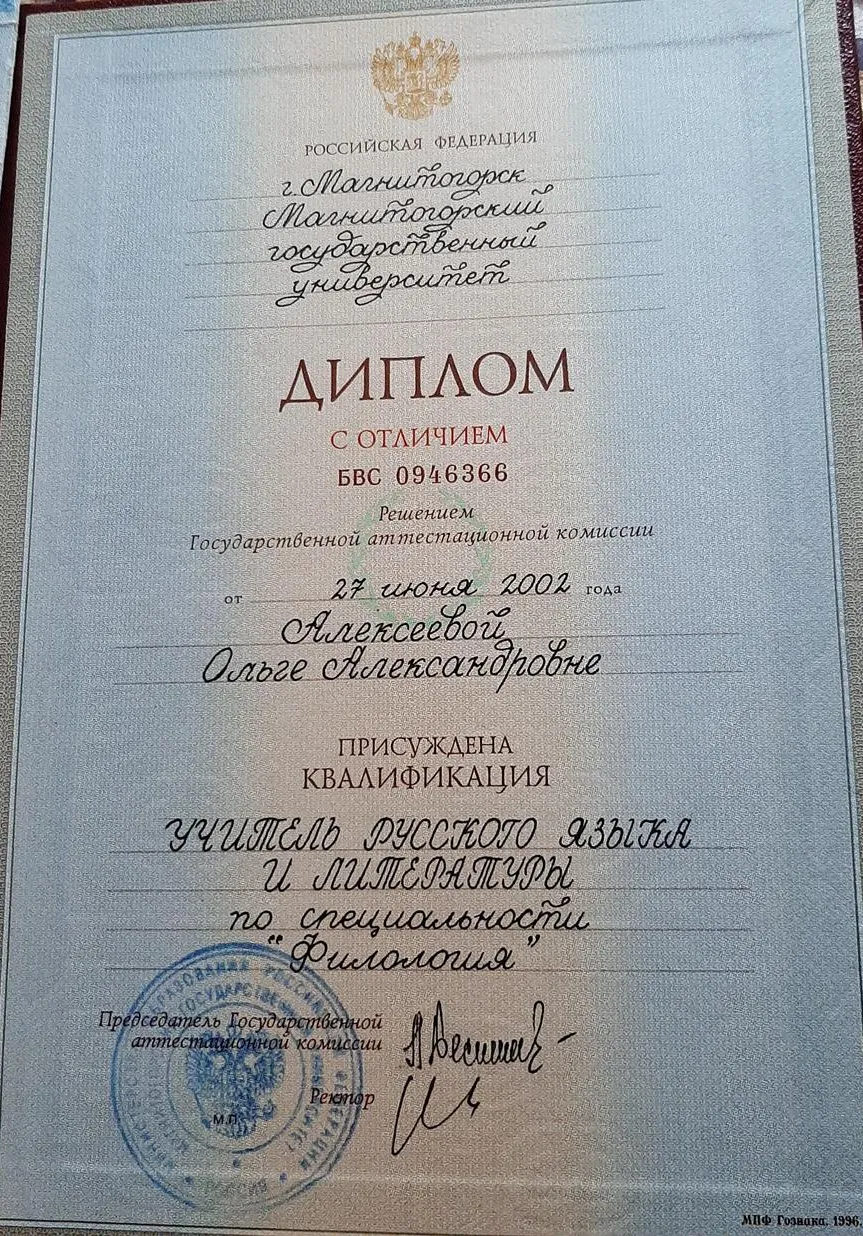 РОССИЙСКАЯ ФЕДЕРАЦИЯ
г. Магнитогорск
Магнитогорский
государственный
университет
ДИПЛОМ
С ОТЛИЧИЕМ
БВС 0946366
Решением
Государственной аттестационной комиссии
от 27 июня 2002 года
Алексеевой
Ольге Александровне
ПРИСУЖДЕНА
КВАЛИФИКАЦИЯ
УЧИТЕЛЬ РУССКОГО ЯЗЫКА
И ЛИТЕРАТУРЫ
по специальности
"Филология"
Председатель Государственной
аттестационной комиссии
Ректор
М.П.
РОССИЯ
МПФ Гознака. 1996.